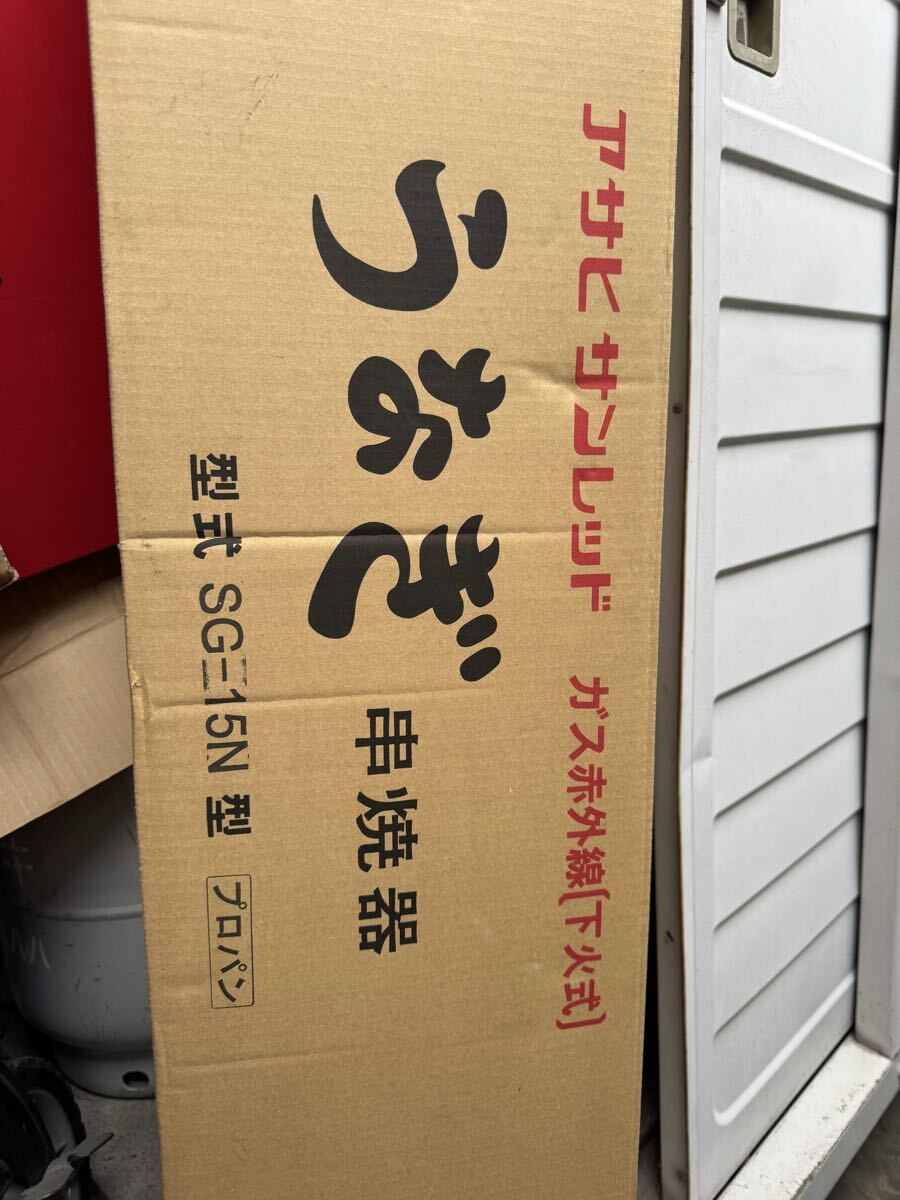 アサヒ サンレッド ガス赤外線(下火式)
うなぎ 串焼器
型式 SG-15N 型 プロパン